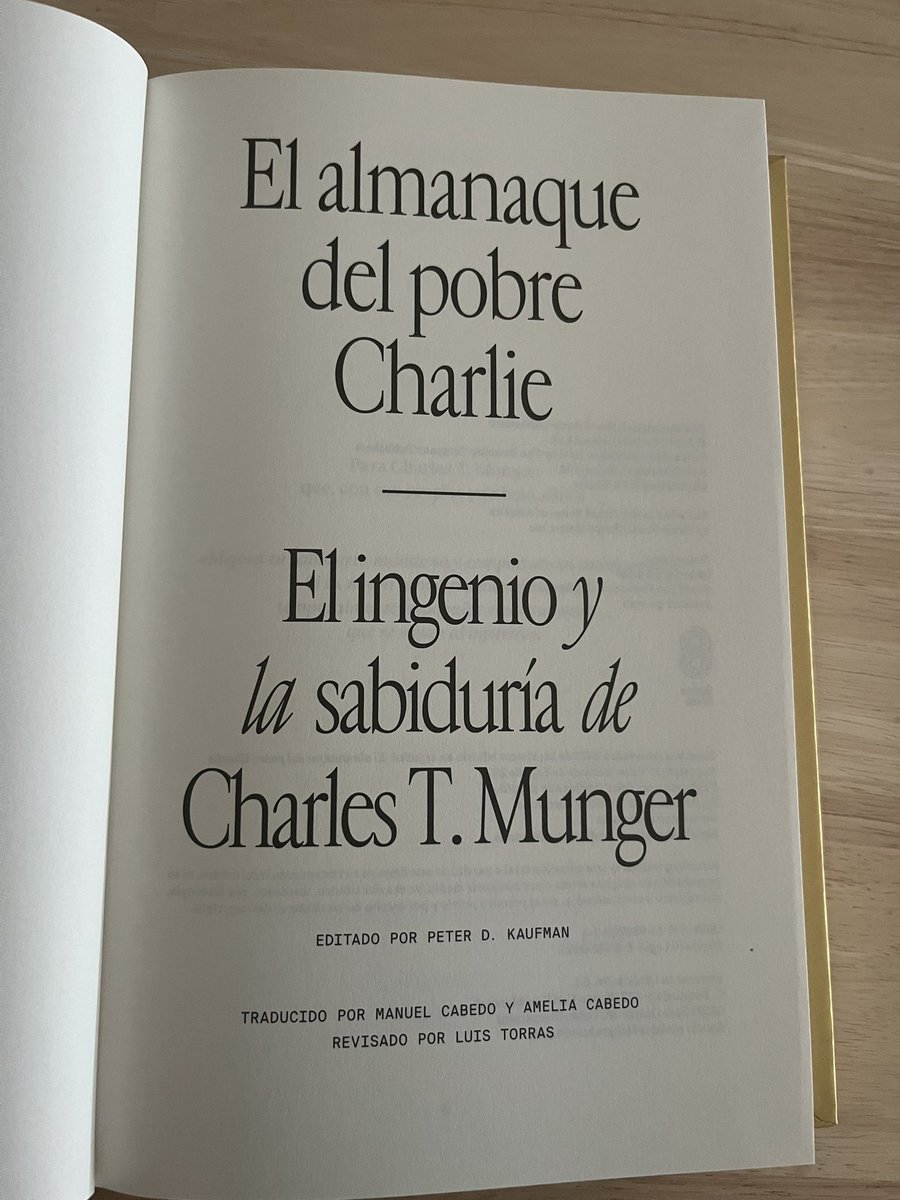 El almanaque
del pobre
Charlie
El ingenio y
la sabiduría de
Charles T. Munger
EDITADO POR PETER D. KAUFMAN
TRADUCIDO POR MANUEL CABEDO Y AMELIA CABEDO
REVISADO POR LUIS TORRAS